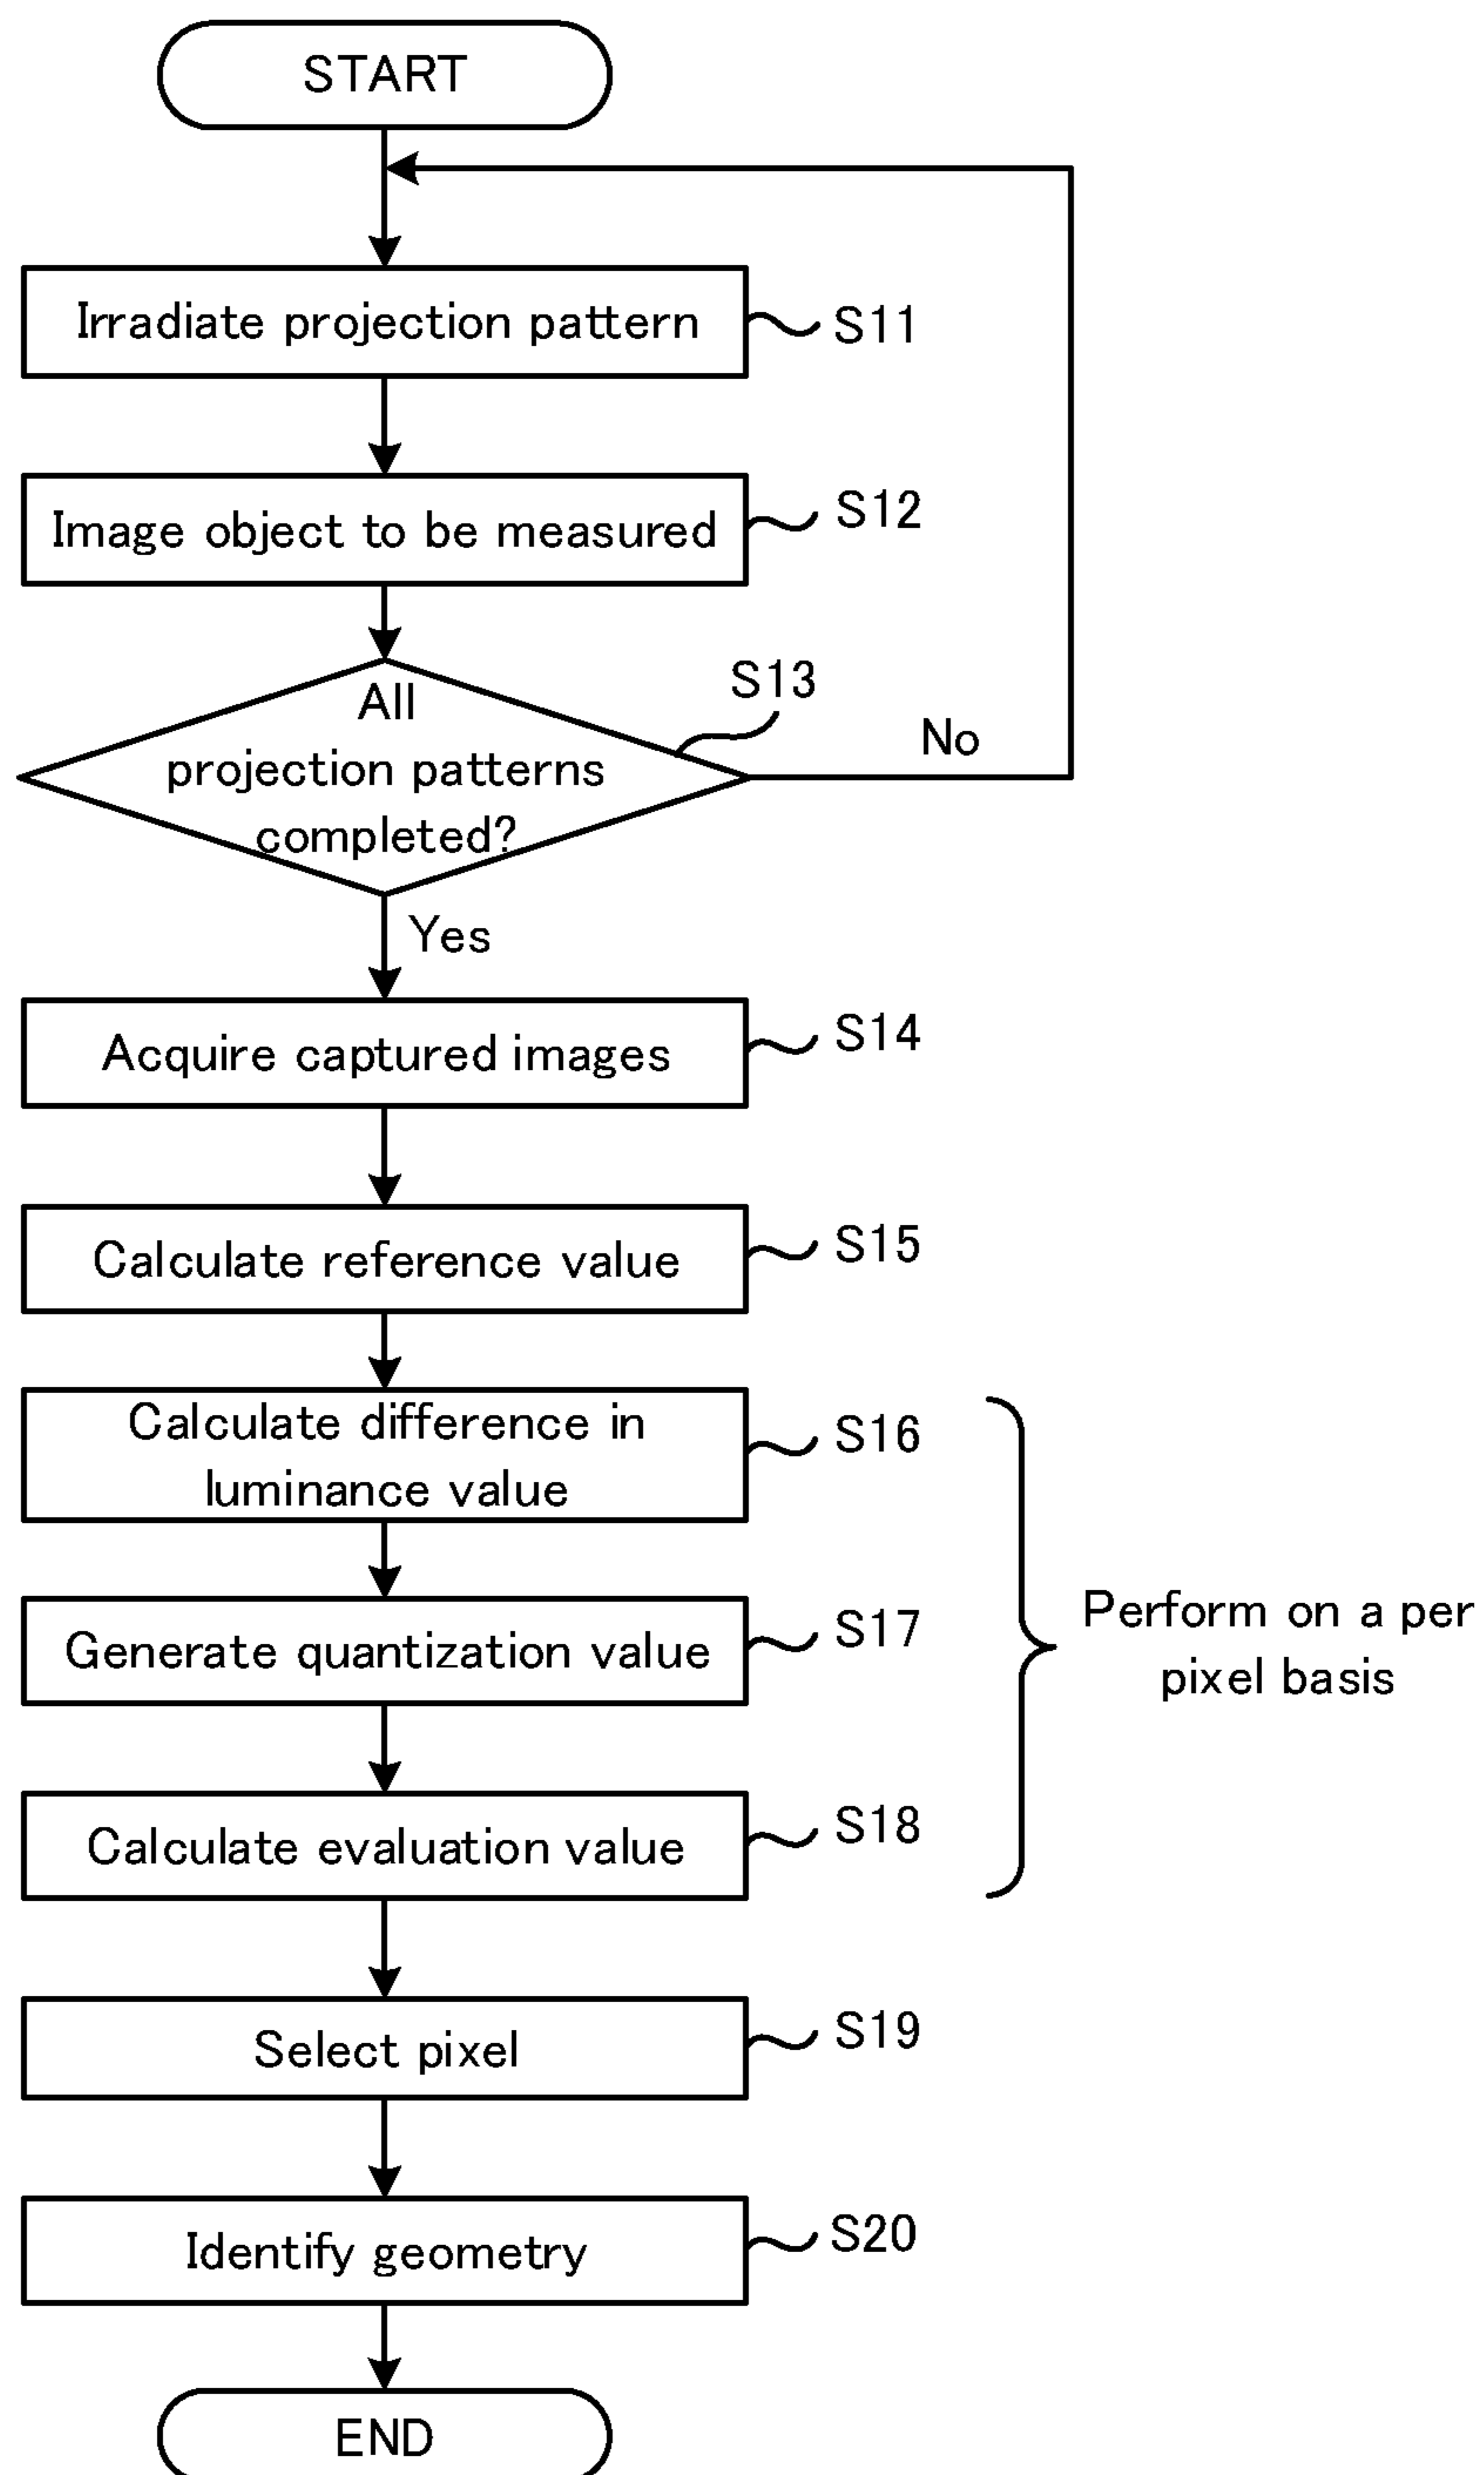 START
Irradiate projection pattern
S11
Image object to be measured
S12
All
projection patterns
completed?
S13
No
Yes
Acquire captured images
S14
Calculate reference value
S15
Calculate difference in
luminance value
S16
Generate quantization value
S17
Perform on a per
pixel basis
Calculate evaluation value
S18
Select pixel
S19
Identify geometry
S20
END